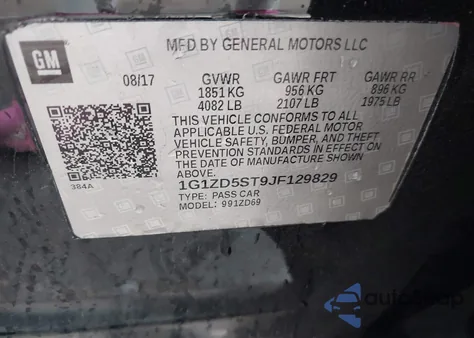 GM
MFD BY GENERAL MOTORS LLC
08/17 GVWR GAWR FRT GAWR RR
1851 KG 956 KG 896 KG
4082 LB 2107 LB 1975 LB
THIS VEHICLE CONFORMS TO ALL
APPLICABLE U.S. FEDERAL MOTOR
VEHICLE SAFETY, BUMPER, AND THEFT
PREVENTION STANDARDS IN EFFECT ON
THE DATE OF MANUFACTURE SHOWN
ABOVE.
384A
1G1ZD5ST9JF129829
TYPE: PASS CAR
MODEL: 991ZD69